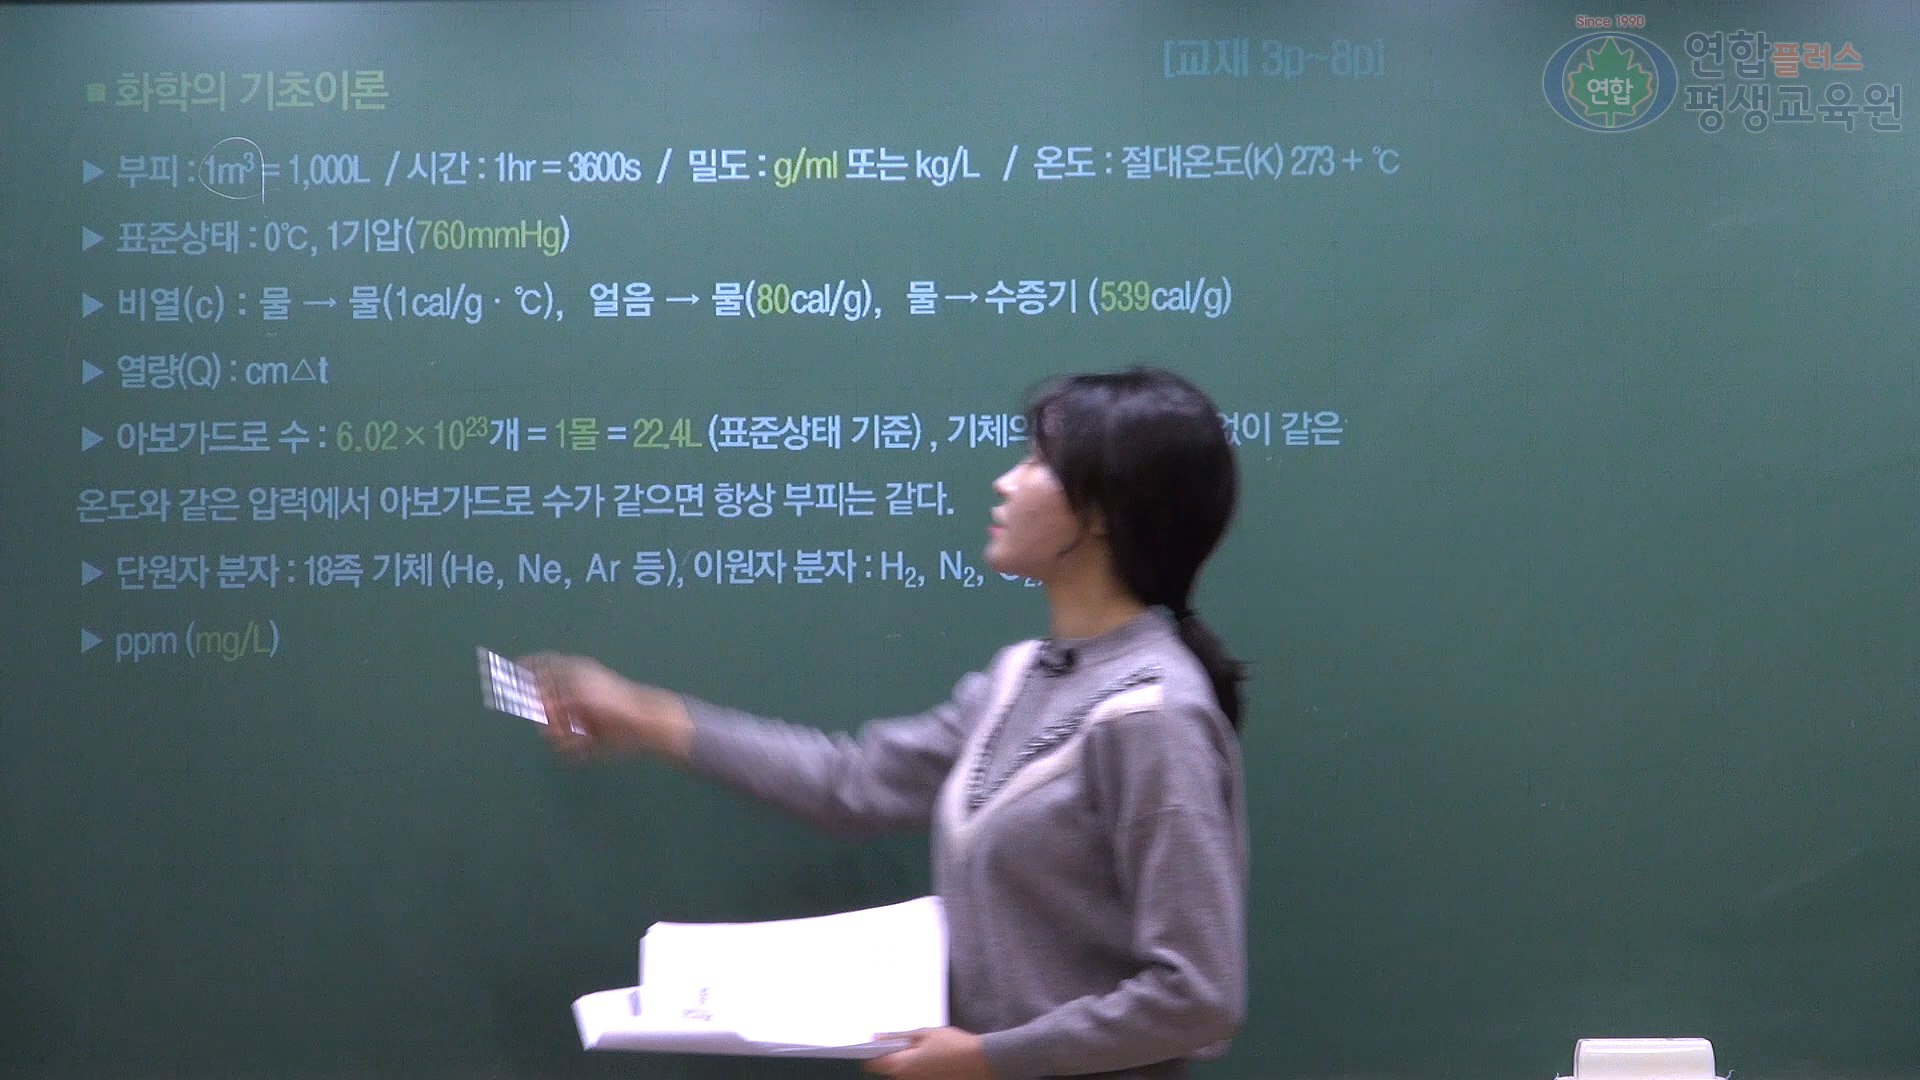 Since 1990
연합
연합플러스
평생교육원
[교재 3p~8p]
■ 화학의 기초이론
▶ 부피 : 1m³ = 1,000L / 시간 : 1hr = 3600s / 밀도 : g/ml 또는 kg/L / 온도 : 절대온도(K) 273 + ℃
▶ 표준상태 : 0℃, 1기압(760mmHg)
▶ 비열(c) : 물 → 물(1cal/g · ℃), 얼음 → 물(80cal/g), 물 → 수증기 (539cal/g)
▶ 열량(Q) : cm△t
▶ 아보가드로 수 : 6.02 × 10²³개 = 1몰 = 22.4L (표준상태 기준) , 기체의 없이 같은
온도와 같은 압력에서 아보가드로 수가 같으면 항상 부피는 같다.
▶ 단원자 분자 : 18족 기체 (He, Ne, Ar 등), 이원자 분자 : H₂, N₂,
▶ ppm (mg/L)